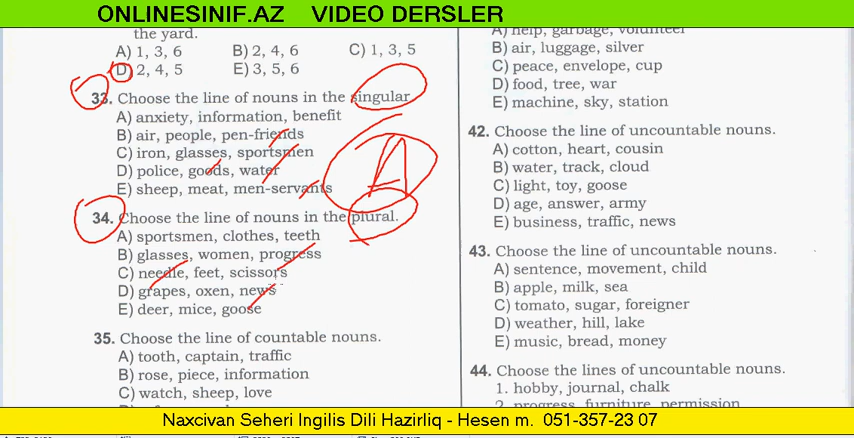 ONLINESINIF.AZ VIDEO DERSLER
the yard.
A) 1, 3, 6 B) 2, 4, 6 C) 1, 3, 5
D) 2, 4, 5 E) 3, 5, 6
33. Choose the line of nouns in the singular
A) anxiety, information, benefit
B) air, people, pen-friends
C) iron, glasses, sportsmen
D) police, goods, water
E) sheep, meat, men-servants
A
34. Choose the line of nouns in the plural.
A) sportsmen, clothes, teeth
B) glasses, women, progress
C) needle, feet, scissors
D) grapes, oxen, news
E) deer, mice, goose
35. Choose the line of countable nouns.
A) tooth, captain, traffic
B) rose, piece, information
C) watch, sheep, love
A) help, garbage, volunteer
B) air, luggage, silver
C) peace, envelope, cup
D) food, tree, war
E) machine, sky, station
42. Choose the line of uncountable nouns.
A) cotton, heart, cousin
B) water, track, cloud
C) light, toy, goose
D) age, answer, army
E) business, traffic, news
43. Choose the line of uncountable nouns.
A) sentence, movement, child
B) apple, milk, sea
C) tomato, sugar, foreigner
D) weather, hill, lake
E) music, bread, money
44. Choose the lines of uncountable nouns.
1. hobby, journal, chalk
2. progress, furniture, permission
Naxcivan Seheri Ingilis Dili Hazirliq - Hesen m. 051-357-23 07